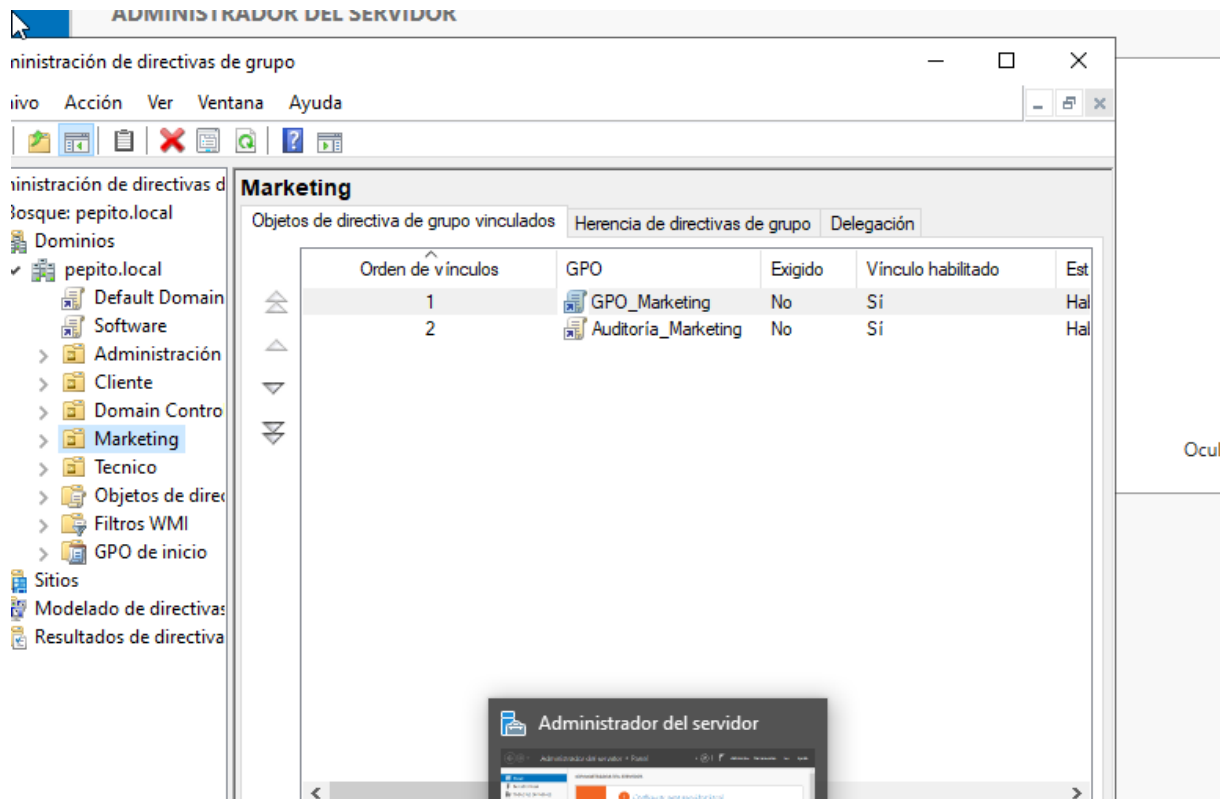 ADMINISTRADOR DEL SERVIDOR
ministración de directivas de grupo
ivo Acción Ver Ventana Ayuda
ninistración de directivas d
Bosque: pepito.local
Dominios
pepito.local
Default Domain
Software
Administración
Cliente
Domain Contro
Marketing
Tecnico
Objetos de direc
Filtros WMI
GPO de inicio
Sitios
Modelado de directivas
Resultados de directiva
Marketing
Objetos de directiva de grupo vinculados Herencia de directivas de grupo Delegación
Orden de vínculos GPO Exigido Vínculo habilitado Est
1 GPO_Marketing No Sí Hal
2 Auditoría_Marketing No Sí Hal
Ocul
Administrador del servidor